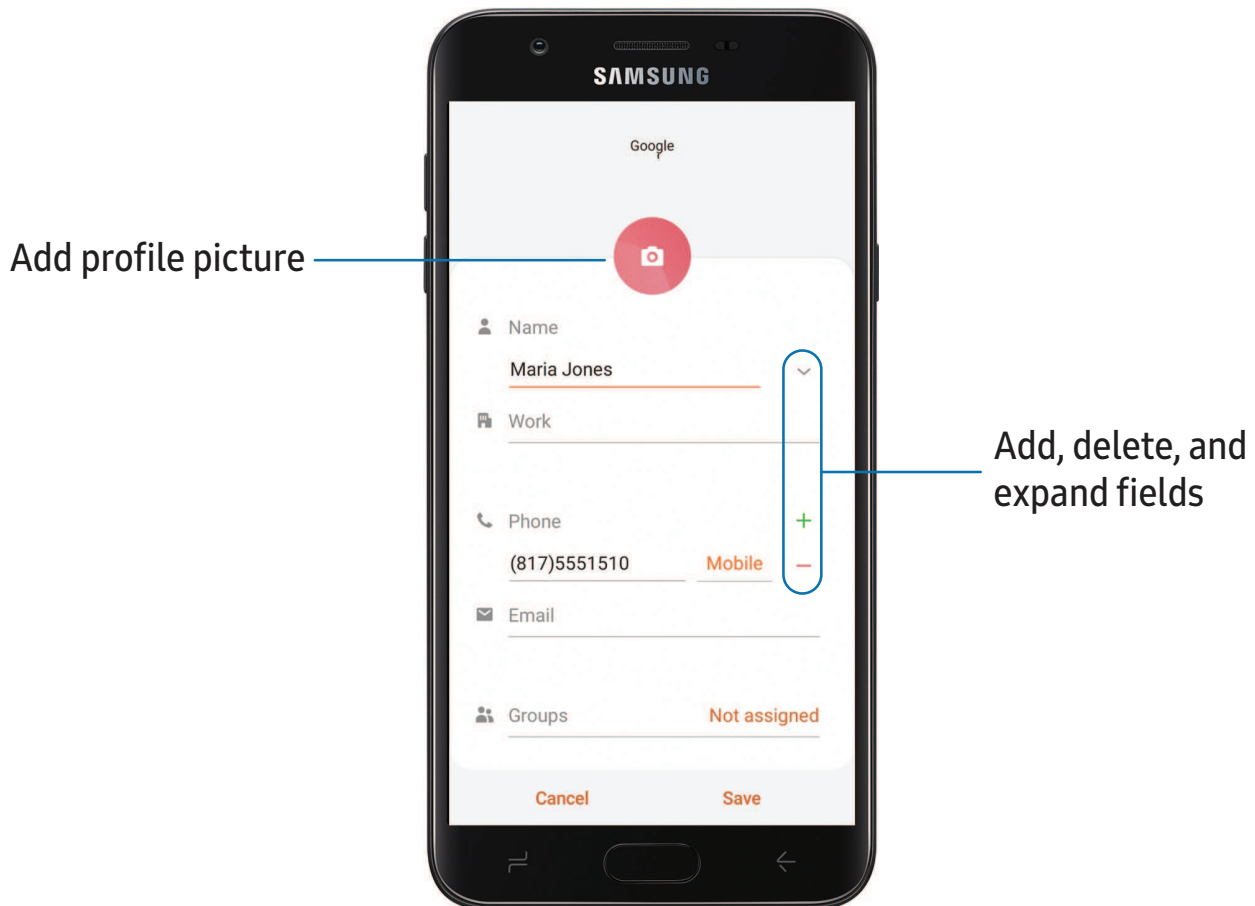 SAMSUNG
Google
Add profile picture
Name
Maria Jones
Work
Add, delete, and
expand fields
Phone
(817)5551510 Mobile
Email
Groups Not assigned
Cancel Save